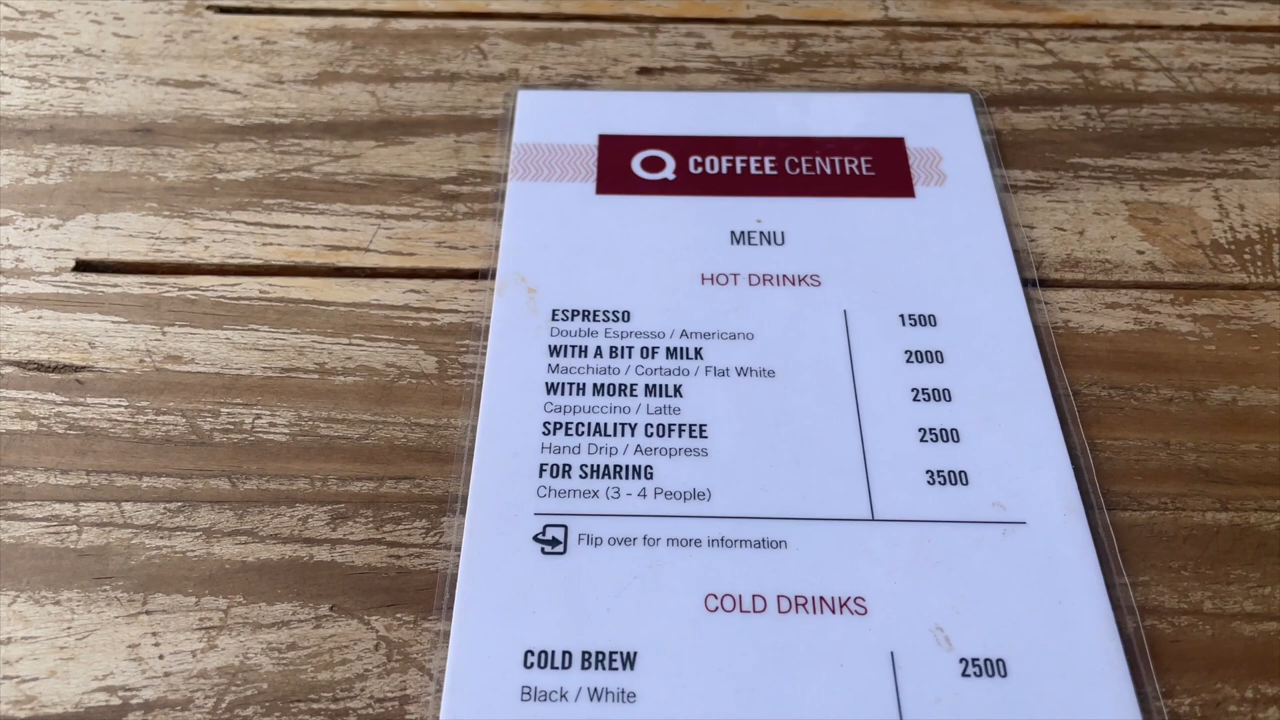 Q COFFEE CENTRE
MENU
HOT DRINKS
ESPRESSO 1500
Double Espresso / Americano
WITH A BIT OF MILK 2000
Macchiato / Cortado / Flat White
WITH MORE MILK 2500
Cappuccino / Latte
SPECIALITY COFFEE 2500
Hand Drip / Aeropress
FOR SHARING 3500
Chemex (3 - 4 People)
Flip over for more information
COLD DRINKS
COLD BREW 2500
Black / White